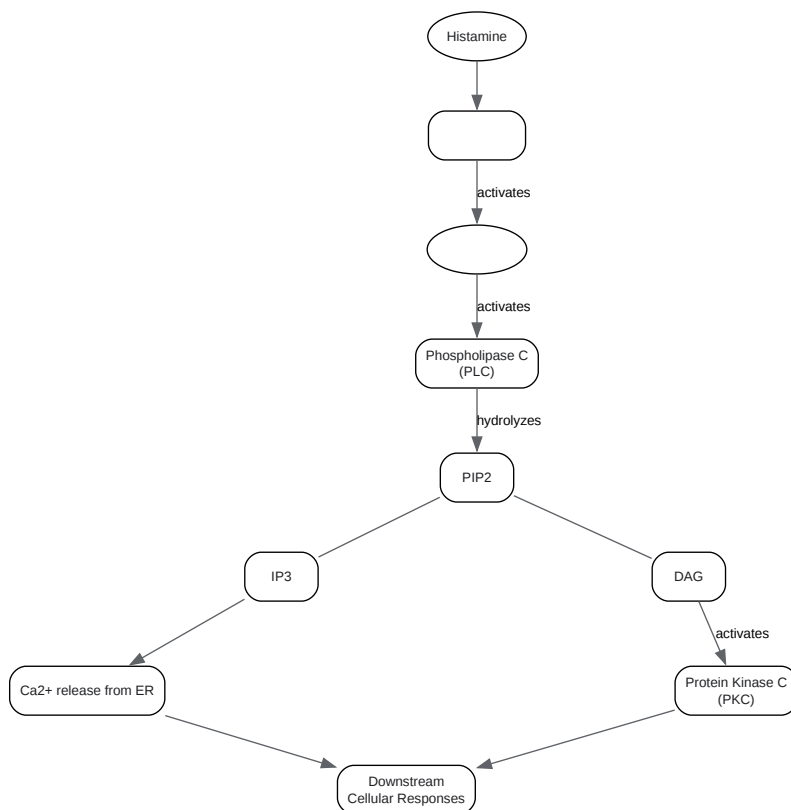 Histamine
activates
activates
Phospholipase C
(PLC)
hydrolyzes
PIP2
IP3
DAG
activates
Ca2+ release from ER
Protein Kinase C
(PKC)
Downstream
Cellular Responses